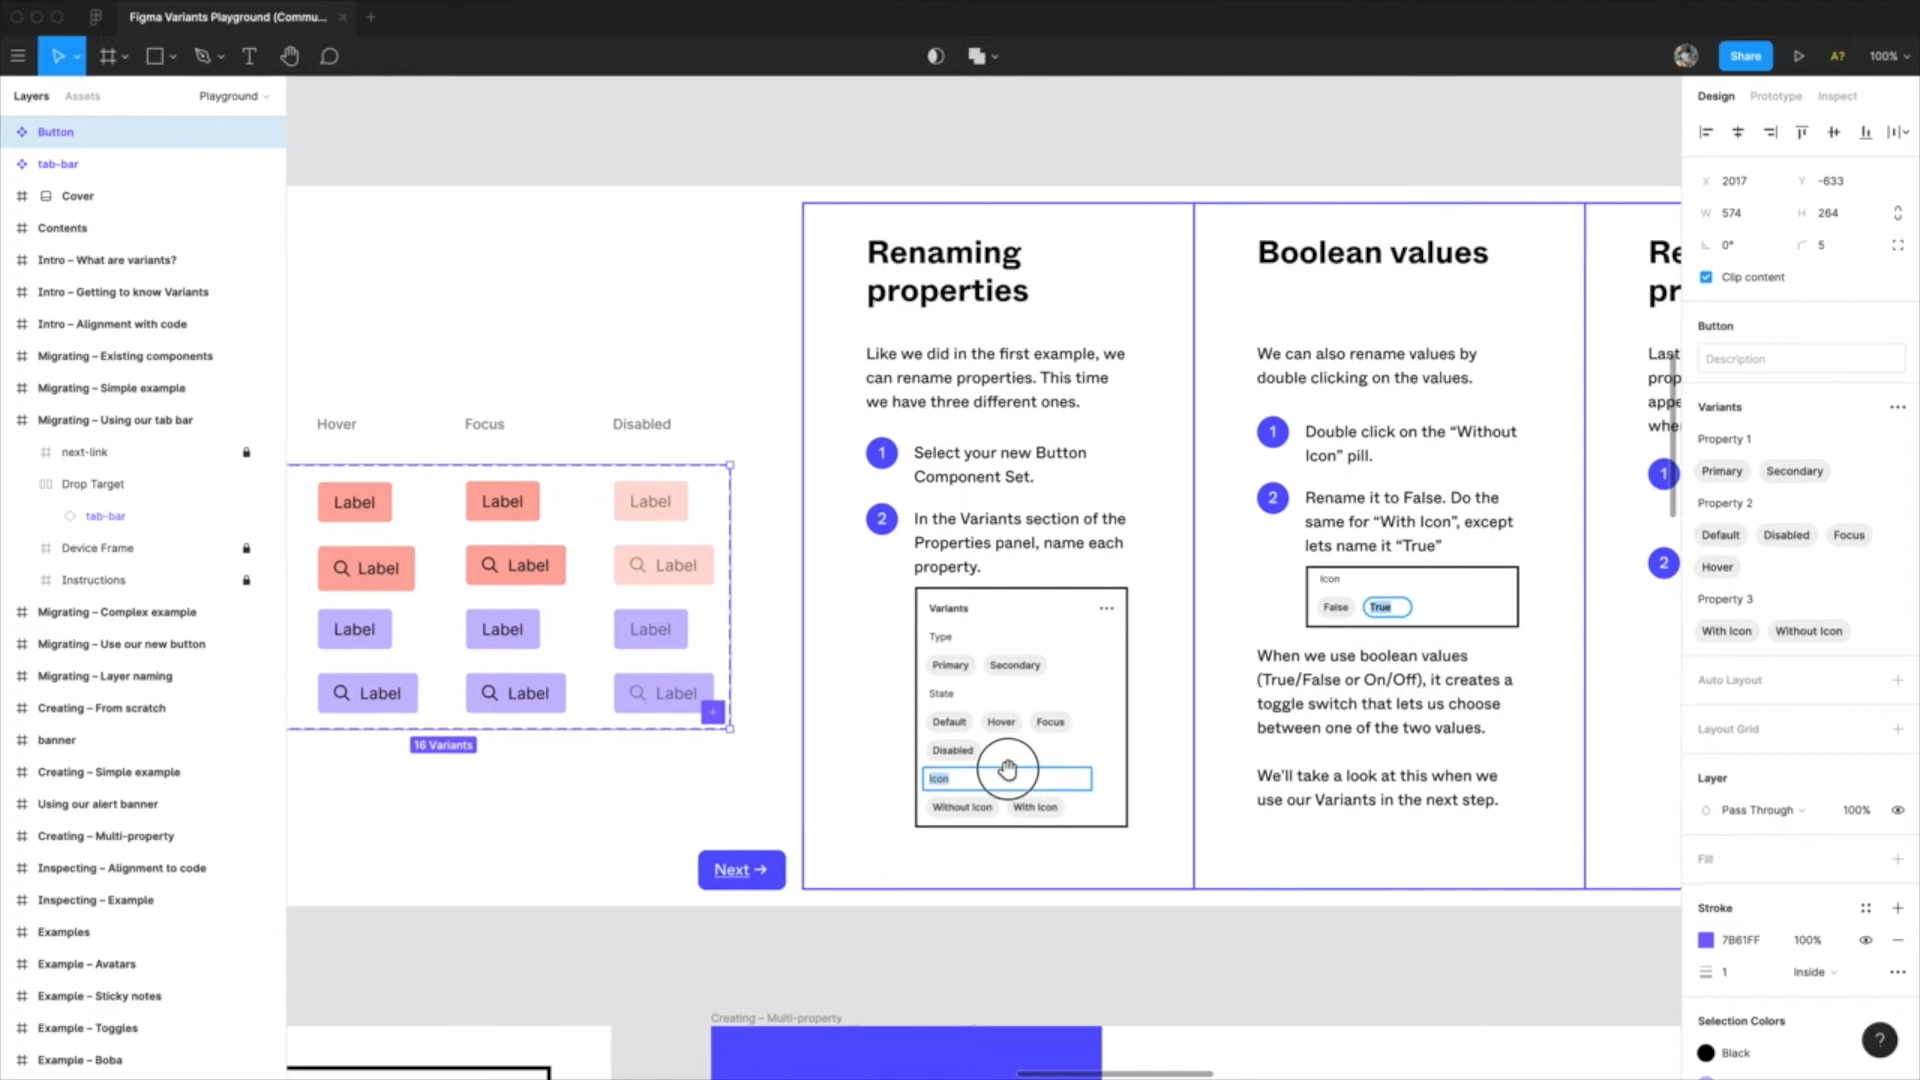 Figma Variants Playground (Commu...
Share
A?
100%
Layers
Assets
Playground
Button
tab-bar
Cover
Contents
Intro – What are variants?
Intro – Getting to know Variants
Intro – Alignment with code
Migrating – Existing components
Migrating – Simple example
Migrating – Using our tab bar
next-link
Drop Target
tab-bar
Device Frame
Instructions
Migrating – Complex example
Migrating – Use our new button
Migrating – Layer naming
Creating – From scratch
banner
Creating – Simple example
Using our alert banner
Creating – Multi-property
Inspecting – Alignment to code
Inspecting – Example
Examples
Example – Avatars
Example – Sticky notes
Example – Toggles
Example – Boba
Hover
Focus
Disabled
Label
Label
Label
Label
Label
Label
Label
Label
Label
Label
Label
Label
16 Variants
Next →
Renaming
properties
Like we did in the first example, we
can rename properties. This time
we have three different ones.
1
Select your new Button
Component Set.
2
In the Variants section of the
Properties panel, name each
property.
Variants
Type
Primary
Secondary
State
Default
Hover
Focus
Disabled
Icon
Without Icon
With Icon
Boolean values
We can also rename values by
double clicking on the values.
1
Double click on the “Without
Icon” pill.
2
Rename it to False. Do the
same for “With Icon”, except
lets name it “True”
Icon
False
True
When we use boolean values
(True/False or On/Off), it creates a
toggle switch that lets us choose
between one of the two values.
We’ll take a look at this when we
use our Variants in the next step.
Re
pr
Last
prop
appe
whe
1
2
Creating – Multi-property
Design
Prototype
Inspect
X 2017
Y -633
W 574
H 264
0°
5
Clip content
Button
Description
Variants
Property 1
Primary
Secondary
Property 2
Default
Disabled
Focus
Hover
Property 3
With Icon
Without Icon
Auto Layout
Layout Grid
Layer
Pass Through
100%
Fill
Stroke
7B61FF
100%
1
Inside
Selection Colors
Black
?